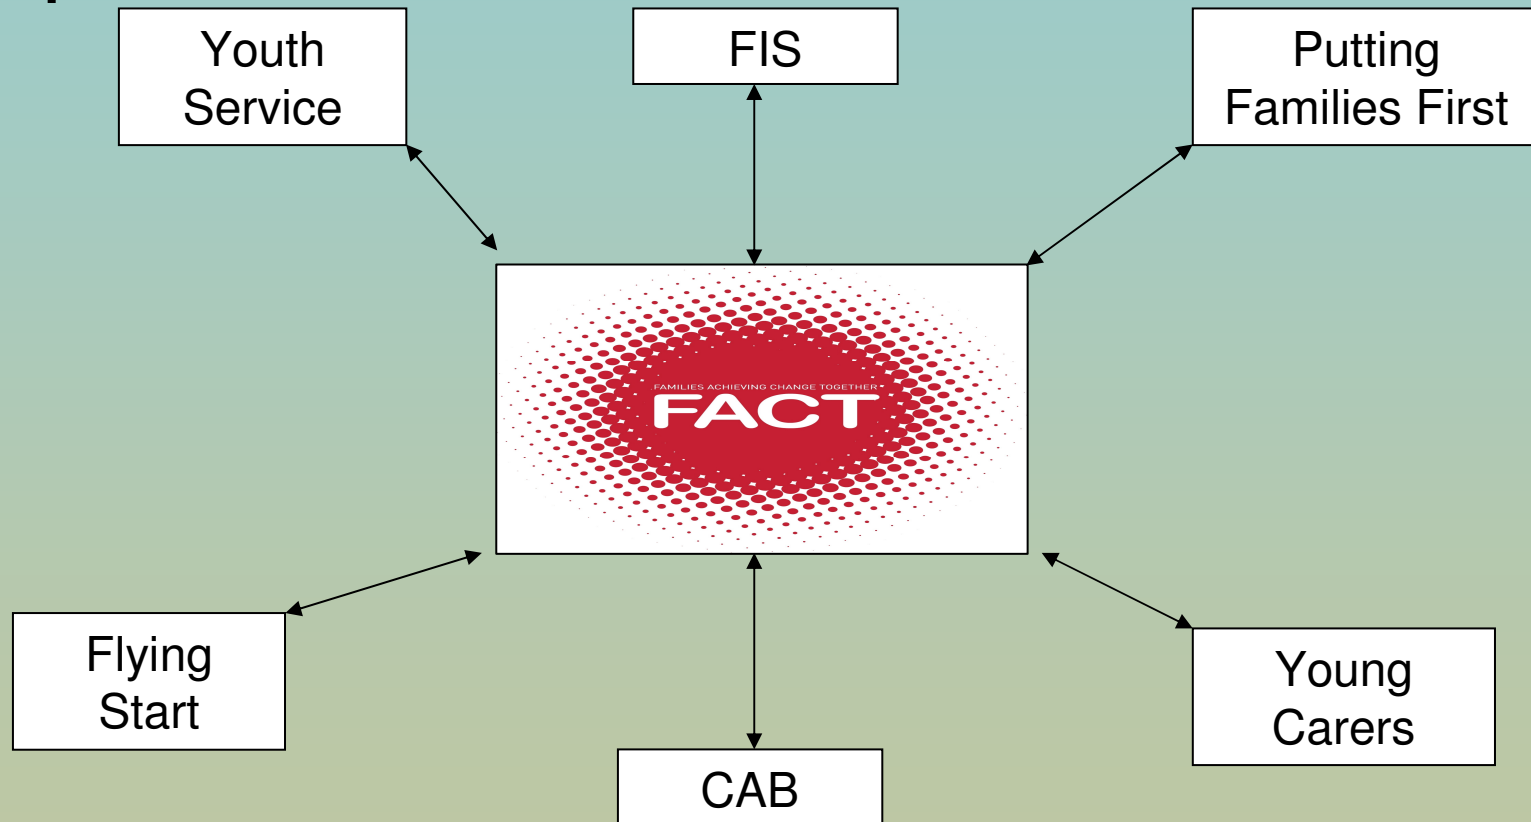 Youth
Service
FIS
Putting
Families First
FAMILIES ACHIEVING CHANGE TOGETHER
FACT
Flying
Start
CAB
Young
Carers